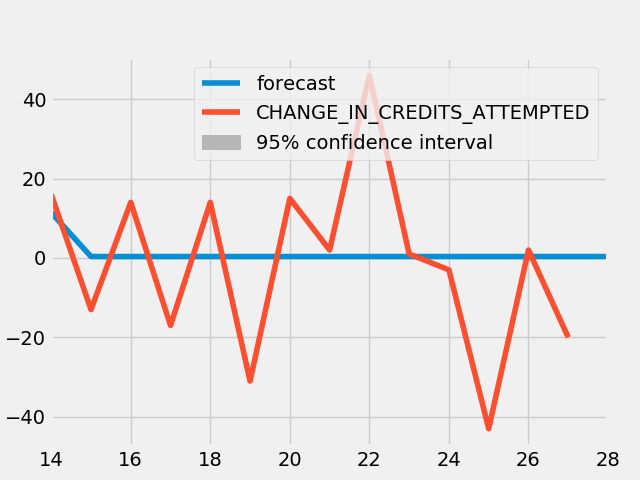 forecast
CHANGE_IN_CREDITS_ATTEMPTED
95% confidence interval
40
20
0
−20
−40
14 16 18 20 22 24 26 28